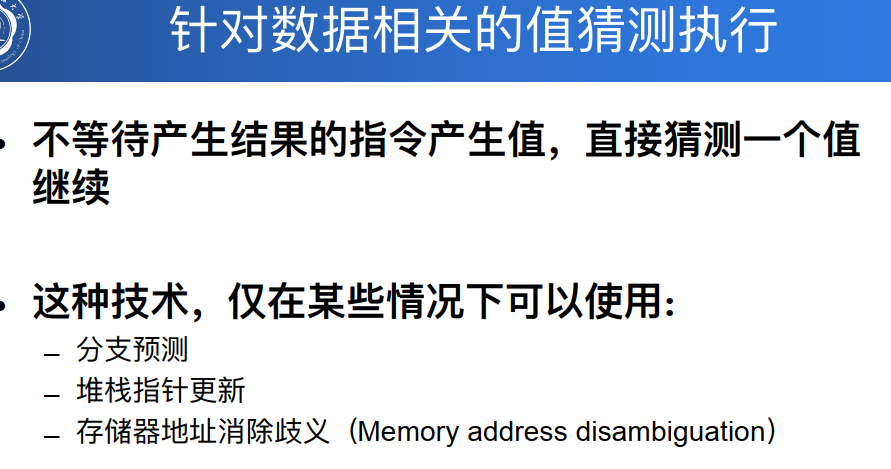 针对数据相关的值猜测执行
• 不等待产生结果的指令产生值，直接猜测一个值
继续
• 这种技术，仅在某些情况下可以使用：
– 分支预测
– 堆栈指针更新
– 存储器地址消除歧义（Memory address disambiguation）